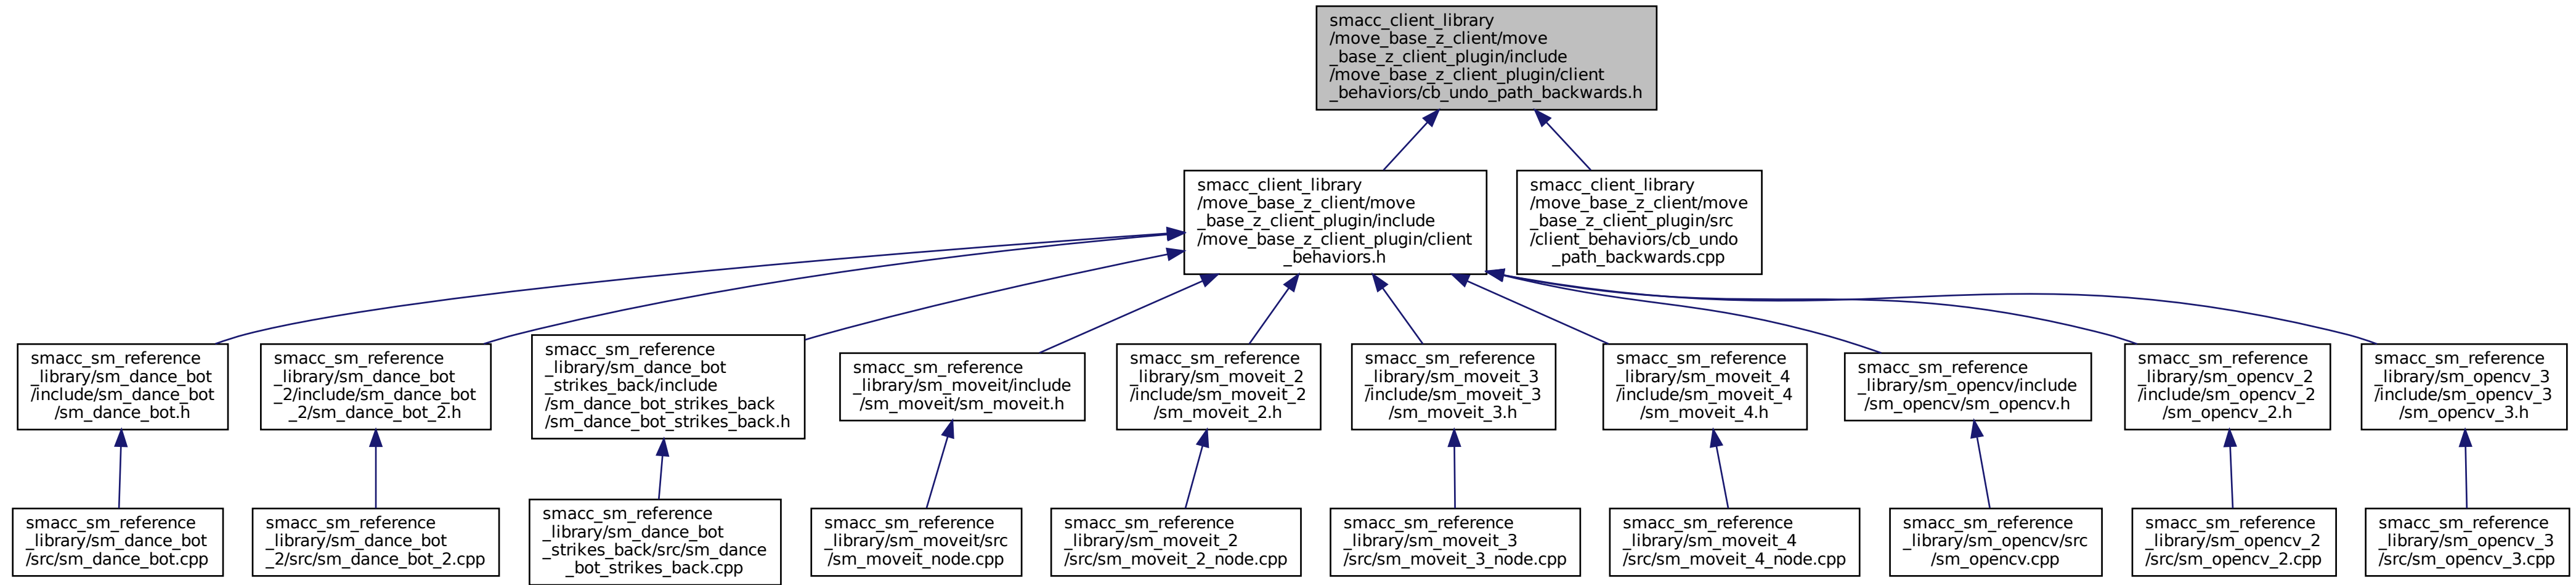 smacc_client_library
/move_base_z_client/move
_base_z_client_plugin/include
/move_base_z_client_plugin/client
_behaviors/cb_undo_path_backwards.h
smacc_client_library
/move_base_z_client/move
_base_z_client_plugin/include
/move_base_z_client_plugin/client
_behaviors.h
smacc_client_library
/move_base_z_client/move
_base_z_client_plugin/src
/client_behaviors/cb_undo
_path_backwards.cpp
smacc_sm_reference
_library/sm_dance_bot
/include/sm_dance_bot
/sm_dance_bot.h
smacc_sm_reference
_library/sm_dance_bot
_2/include/sm_dance_bot
_2/sm_dance_bot_2.h
smacc_sm_reference
_library/sm_dance_bot
_strikes_back/include
/sm_dance_bot_strikes_back
/sm_dance_bot_strikes_back.h
smacc_sm_reference
_library/sm_moveit/include
/sm_moveit/sm_moveit.h
smacc_sm_reference
_library/sm_moveit_2
/include/sm_moveit_2
/sm_moveit_2.h
smacc_sm_reference
_library/sm_moveit_3
/include/sm_moveit_3
/sm_moveit_3.h
smacc_sm_reference
_library/sm_moveit_4
/include/sm_moveit_4
/sm_moveit_4.h
smacc_sm_reference
_library/sm_opencv/include
/sm_opencv/sm_opencv.h
smacc_sm_reference
_library/sm_opencv_2
/include/sm_opencv_2
/sm_opencv_2.h
smacc_sm_reference
_library/sm_opencv_3
/include/sm_opencv_3
/sm_opencv_3.h
smacc_sm_reference
_library/sm_dance_bot
/src/sm_dance_bot.cpp
smacc_sm_reference
_library/sm_dance_bot
_2/src/sm_dance_bot_2.cpp
smacc_sm_reference
_library/sm_dance_bot
_strikes_back/src/sm_dance
_bot_strikes_back.cpp
smacc_sm_reference
_library/sm_moveit/src
/sm_moveit_node.cpp
smacc_sm_reference
_library/sm_moveit_2
/src/sm_moveit_2_node.cpp
smacc_sm_reference
_library/sm_moveit_3
/src/sm_moveit_3_node.cpp
smacc_sm_reference
_library/sm_moveit_4
/src/sm_moveit_4_node.cpp
smacc_sm_reference
_library/sm_opencv/src
/sm_opencv.cpp
smacc_sm_reference
_library/sm_opencv_2
/src/sm_opencv_2.cpp
smacc_sm_reference
_library/sm_opencv_3
/src/sm_opencv_3.cpp